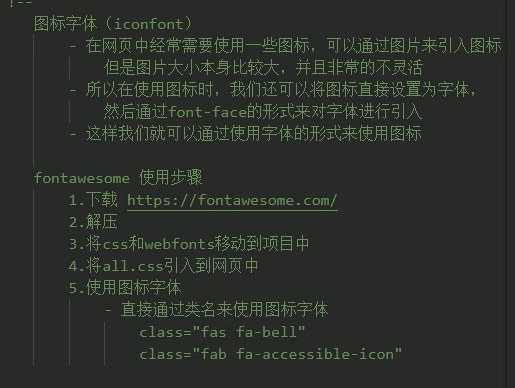 !--
图标字体（iconfont）
- 在网页中经常需要使用一些图标，可以通过图片来引入图标
但是图片大小本身比较大，并且非常的不灵活
- 所以在使用图标时，我们还可以将图标直接设置为字体，
然后通过font-face的形式来对字体进行引入
- 这样我们就可以通过使用字体的形式来使用图标
fontawesome 使用步骤
1.下载 https://fontawesome.com/
2.解压
3.将css和webfonts移动到项目中
4.将all.css引入到网页中
5.使用图标字体
- 直接通过类名来使用图标字体
class="fas fa-bell"
class="fab fa-accessible-icon"